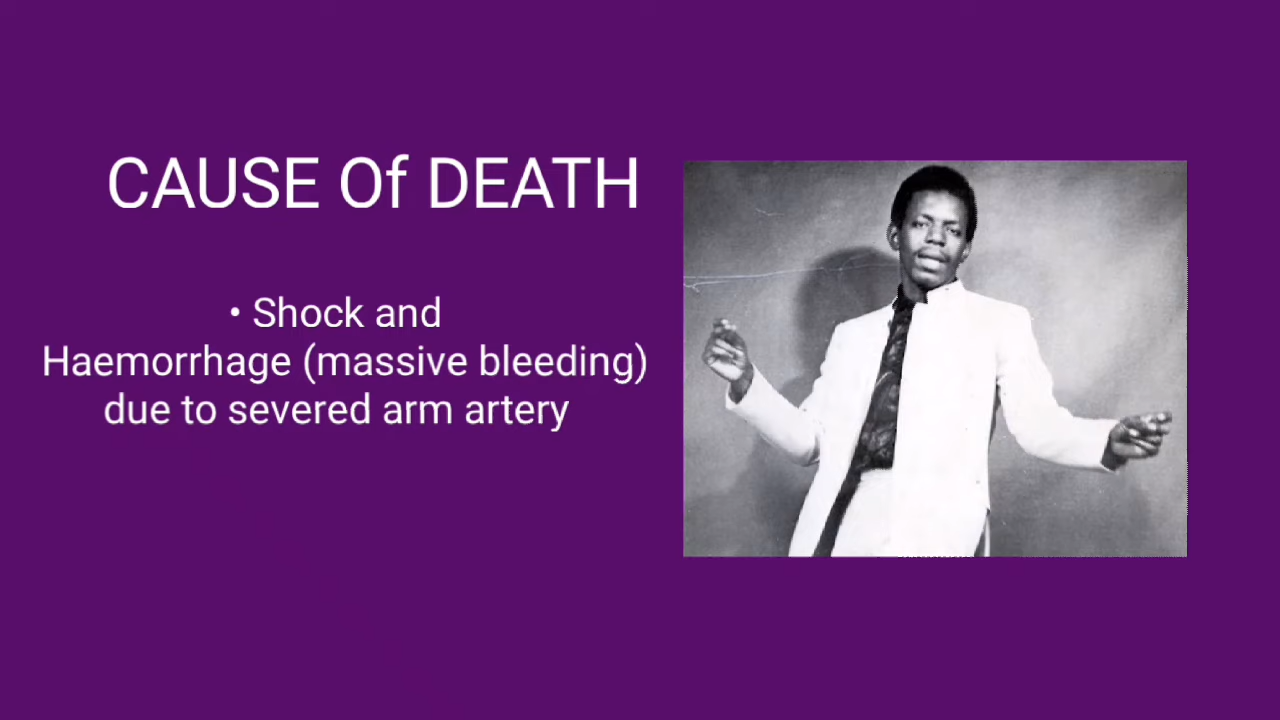 CAUSE Of DEATH
• Shock and
Haemorrhage (massive bleeding)
due to severed arm artery